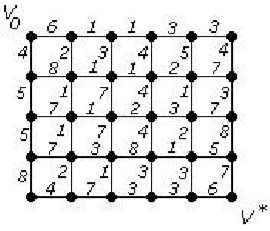 V0
6 1 1 3 3
4 2 3 4 5 4
8 1 1 2 7
5 1 7 4 1 3
7 1 2 3 7
5 1 7 4 2 8
7 3 8 1 5
8 2 1 3 3 7
4 7 3 3 6
V*